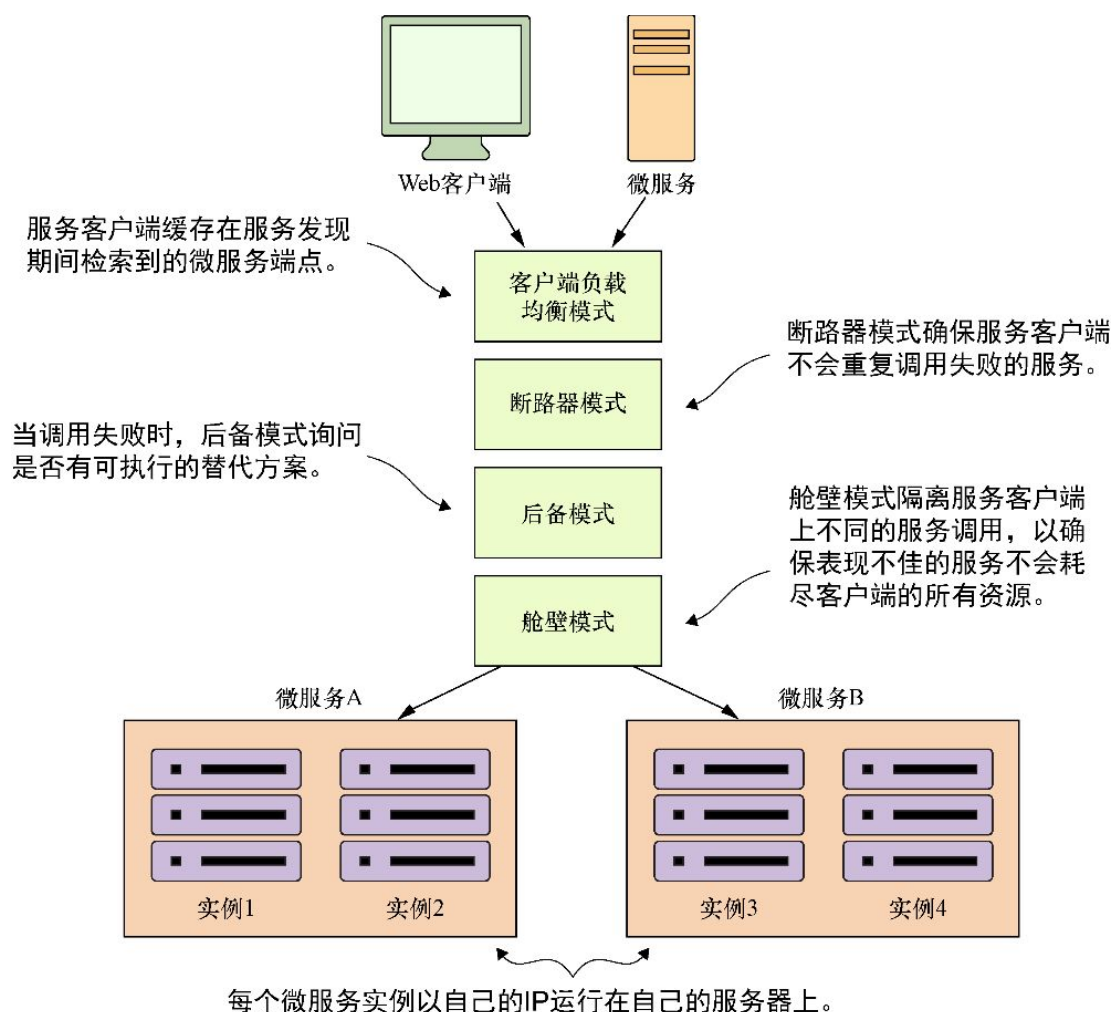 Web客户端
微服务
服务客户端缓存在服务发现
期间检索到的微服务端点。
客户端负载
均衡模式
断路器模式确保服务客户端
不会重复调用失败的服务。
断路器模式
当调用失败时，后备模式询问
是否有可执行的替代方案。
后备模式
舱壁模式隔离服务客户端
上不同的服务调用，以确
保表现不佳的服务不会耗
尽客户端的所有资源。
舱壁模式
微服务A
微服务B
实例1
实例2
实例3
实例4
每个微服务实例以自己的IP运行在自己的服务器上。